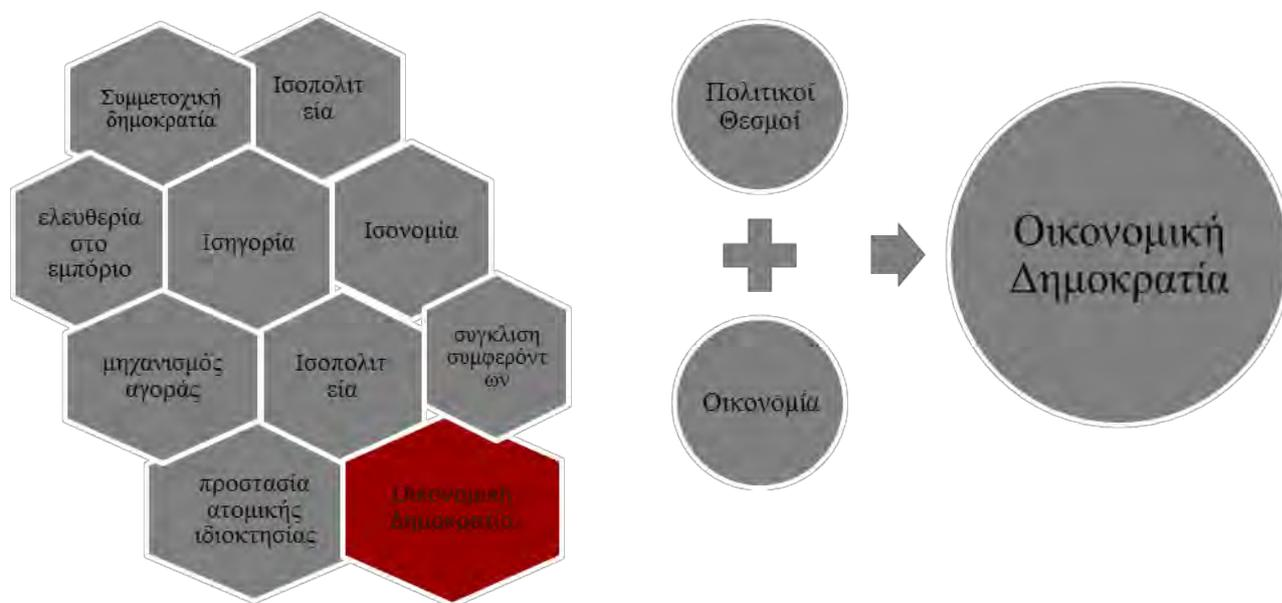 Συμμετοχική
δημοκρατία
Ισοπολιτ
εία
ελευθερία
στο
εμπόριο
Ισηγορία
Ισονομία
μηχανισμός
αγοράς
Ισοπολιτ
εία
συγκλιση
συμφερόντ
ων
προστασία
ατομικής
ιδιοκτησίας
Οικονομική
Δημοκρατία
Πολιτικοί
Θεσμοί
Οικονομία
Οικονομική
Δημοκρατία